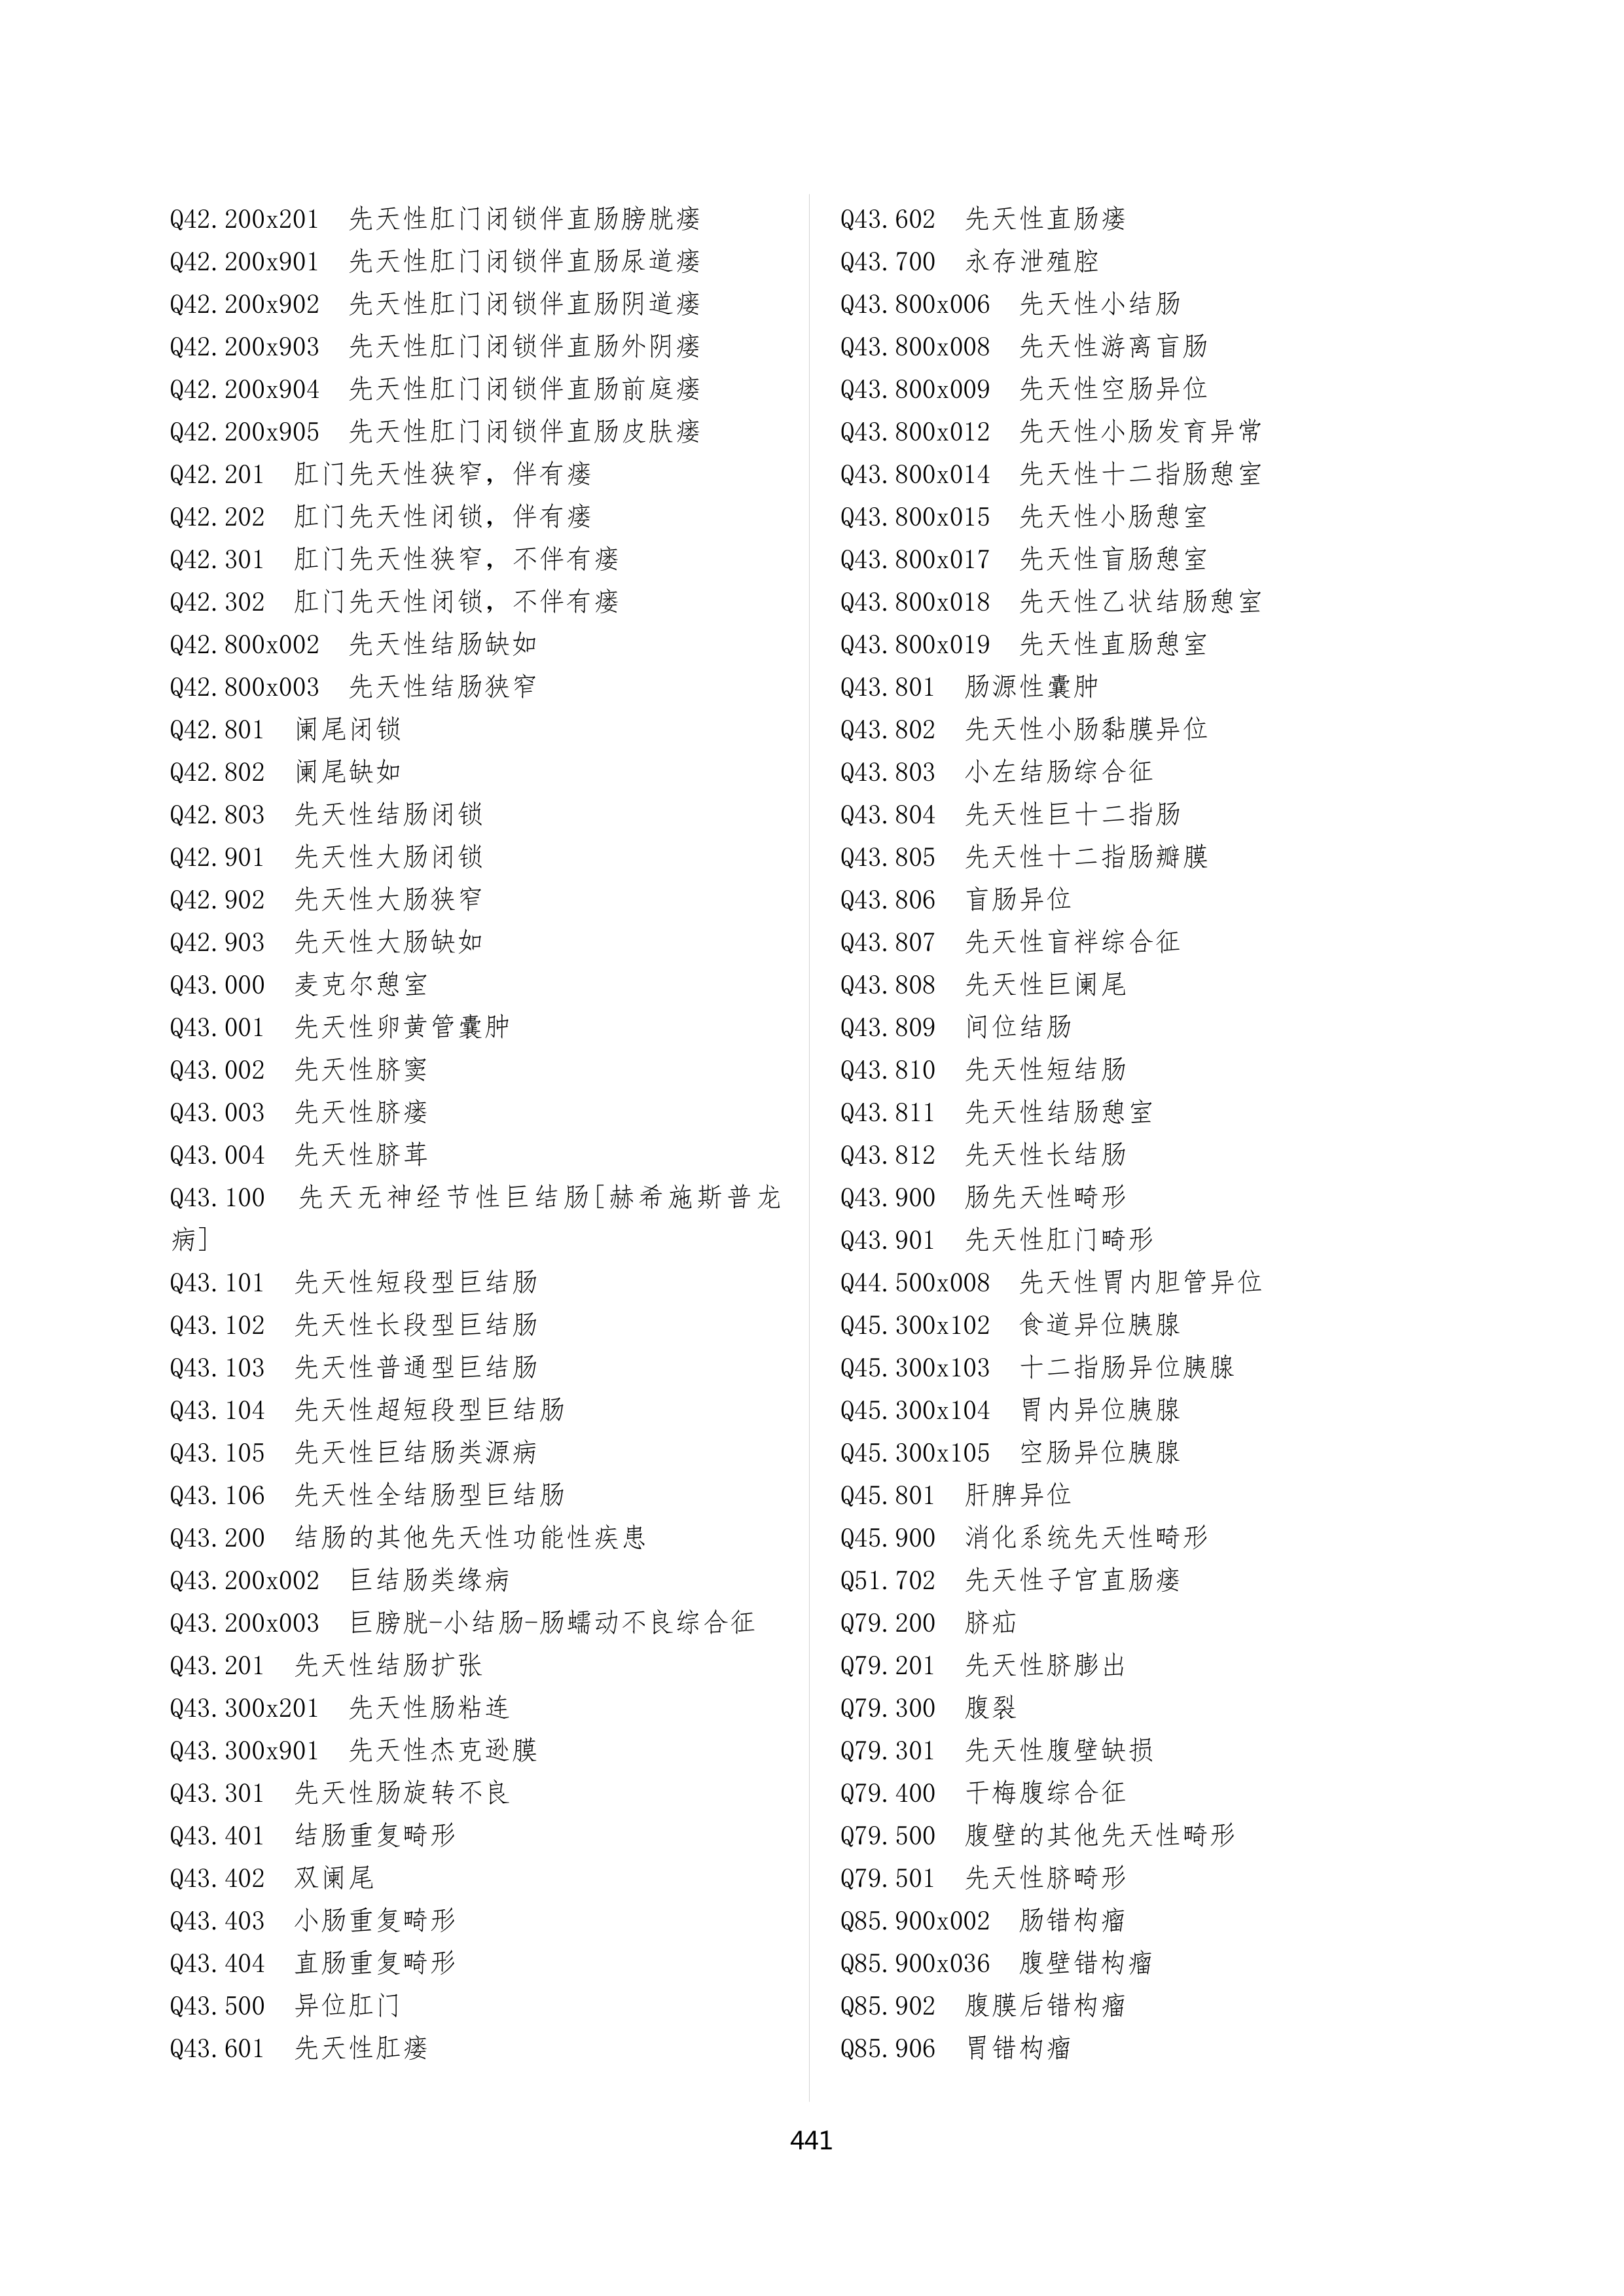 Q42.200x201 先天性肛门闭锁伴直肠膀胱瘘
Q42.200x901 先天性肛门闭锁伴直肠尿道瘘
Q42.200x902 先天性肛门闭锁伴直肠阴道瘘
Q42.200x903 先天性肛门闭锁伴直肠外阴瘘
Q42.200x904 先天性肛门闭锁伴直肠前庭瘘
Q42.200x905 先天性肛门闭锁伴直肠皮肤瘘
Q42.201 肛门先天性狭窄，伴有瘘
Q42.202 肛门先天性闭锁，伴有瘘
Q42.301 肛门先天性狭窄，不伴有瘘
Q42.302 肛门先天性闭锁，不伴有瘘
Q42.800x002 先天性结肠缺如
Q42.800x003 先天性结肠狭窄
Q42.801 阑尾闭锁
Q42.802 阑尾缺如
Q42.803 先天性结肠闭锁
Q42.901 先天性大肠闭锁
Q42.902 先天性大肠狭窄
Q42.903 先天性大肠缺如
Q43.000 麦克尔憩室
Q43.001 先天性卵黄管囊肿
Q43.002 先天性脐窦
Q43.003 先天性脐瘘
Q43.004 先天性脐茸
Q43.100 先天无神经节性巨结肠[赫希施斯普龙
病]
Q43.101 先天性短段型巨结肠
Q43.102 先天性长段型巨结肠
Q43.103 先天性普通型巨结肠
Q43.104 先天性超短段型巨结肠
Q43.105 先天性巨结肠类源病
Q43.106 先天性全结肠型巨结肠
Q43.200 结肠的其他先天性功能性疾患
Q43.200x002 巨结肠类缘病
Q43.200x003 巨膀胱-小结肠-肠蠕动不良综合征
Q43.201 先天性结肠扩张
Q43.300x201 先天性肠粘连
Q43.300x901 先天性杰克逊膜
Q43.301 先天性肠旋转不良
Q43.401 结肠重复畸形
Q43.402 双阑尾
Q43.403 小肠重复畸形
Q43.404 直肠重复畸形
Q43.500 异位肛门
Q43.601 先天性肛瘘
Q43.602 先天性直肠瘘
Q43.700 永存泄殖腔
Q43.800x006 先天性小结肠
Q43.800x008 先天性游离盲肠
Q43.800x009 先天性空肠异位
Q43.800x012 先天性小肠发育异常
Q43.800x014 先天性十二指肠憩室
Q43.800x015 先天性小肠憩室
Q43.800x017 先天性盲肠憩室
Q43.800x018 先天性乙状结肠憩室
Q43.800x019 先天性直肠憩室
Q43.801 肠源性囊肿
Q43.802 先天性小肠黏膜异位
Q43.803 小左结肠综合征
Q43.804 先天性巨十二指肠
Q43.805 先天性十二指肠瓣膜
Q43.806 盲肠异位
Q43.807 先天性盲袢综合征
Q43.808 先天性巨阑尾
Q43.809 间位结肠
Q43.810 先天性短结肠
Q43.811 先天性结肠憩室
Q43.812 先天性长结肠
Q43.900 肠先天性畸形
Q43.901 先天性肛门畸形
Q44.500x008 先天性胃内胆管异位
Q45.300x102 食道异位胰腺
Q45.300x103 十二指肠异位胰腺
Q45.300x104 胃内异位胰腺
Q45.300x105 空肠异位胰腺
Q45.801 肝脾异位
Q45.900 消化系统先天性畸形
Q51.702 先天性子宫直肠瘘
Q79.200 脐疝
Q79.201 先天性脐膨出
Q79.300 腹裂
Q79.301 先天性腹壁缺损
Q79.400 干梅腹综合征
Q79.500 腹壁的其他先天性畸形
Q79.501 先天性脐畸形
Q85.900x002 肠错构瘤
Q85.900x036 腹壁错构瘤
Q85.902 腹膜后错构瘤
Q85.906 胃错构瘤
441